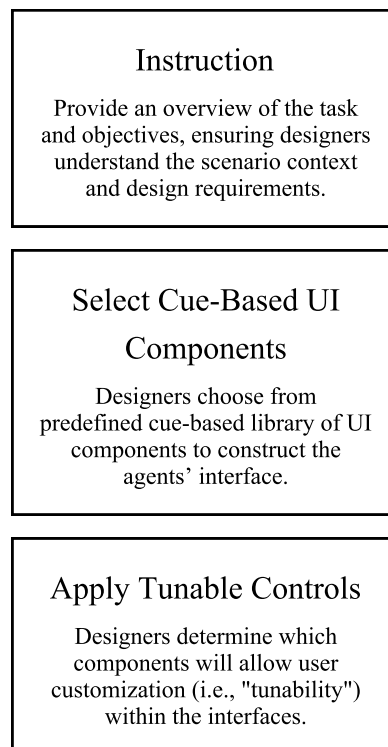 Instruction
Provide an overview of the task
and objectives, ensuring designers
understand the scenario context
and design requirements.
Select Cue-Based UI
Components
Designers choose from
predefined cue-based library of UI
components to construct the
agents’ interface.
Apply Tunable Controls
Designers determine which
components will allow user
customization (i.e., "tunability")
within the interfaces.